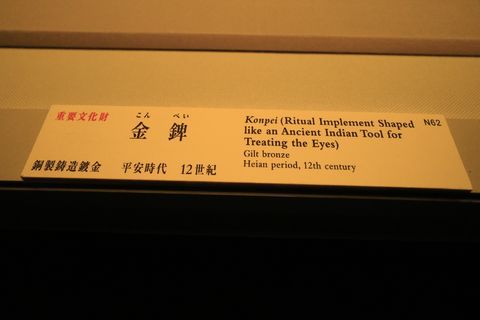 重要文化財
こん ぺい
金 錍
銅製鋳造鍍金 平安時代 12世紀
Konpei (Ritual Implement Shaped
like an Ancient Indian Tool for
Treating the Eyes)
Gilt bronze
Heian period, 12th century
N62